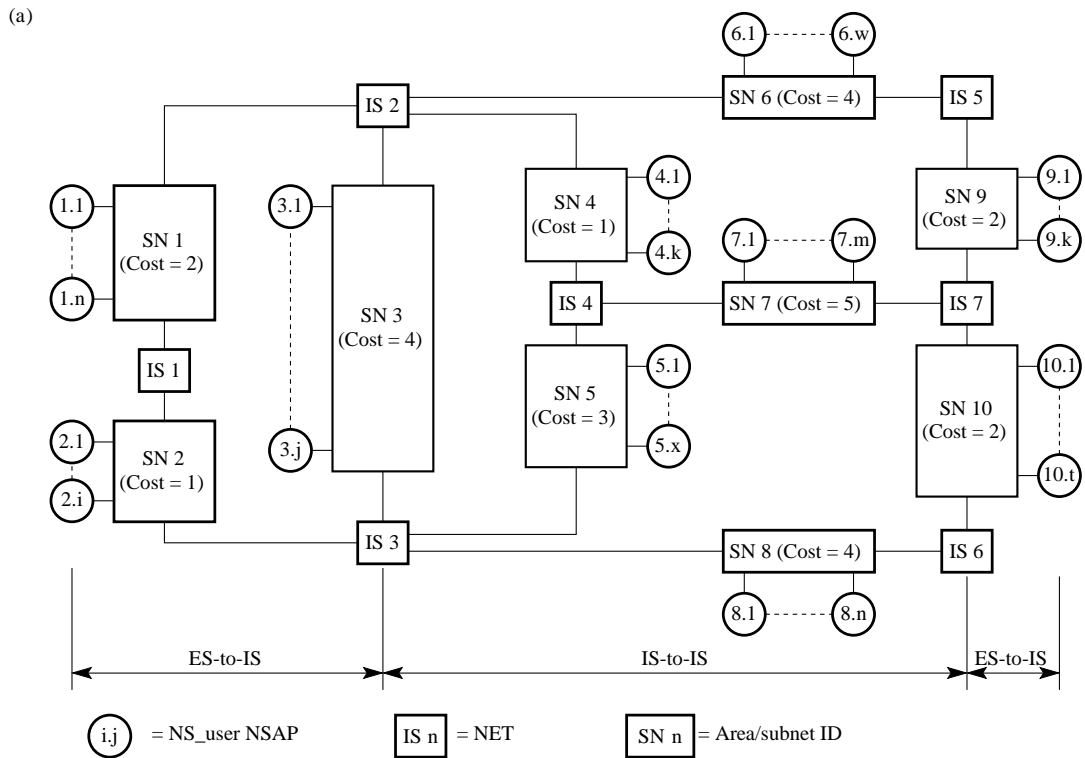 (a)
6.1
6.w
SN 6 (Cost = 4)
IS 5
IS 2
1.1
1.n
SN 1
(Cost = 2)
3.1
3.j
SN 3
(Cost = 4)
SN 4
(Cost = 1)
4.1
4.k
7.1
7.m
SN 7 (Cost = 5)
SN 9
(Cost = 2)
9.1
9.k
IS 4
IS 7
IS 1
2.1
2.i
SN 2
(Cost = 1)
SN 5
(Cost = 3)
5.1
5.x
SN 10
(Cost = 2)
10.1
10.t
IS 3
SN 8 (Cost = 4)
IS 6
8.1
8.n
ES-to-IS
IS-to-IS
ES-to-IS
i.j = NS_user NSAP
IS n = NET
SN n = Area/subnet ID